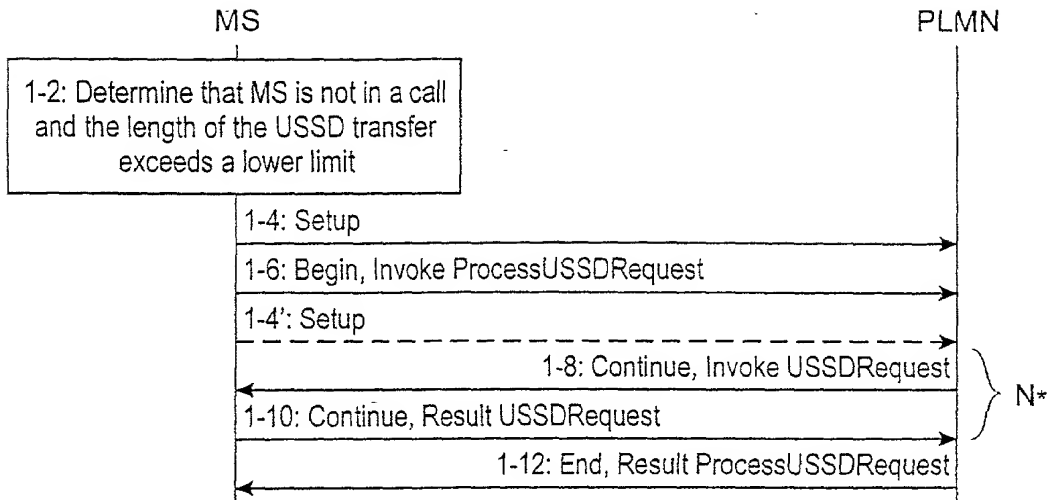 MS
PLMN
1-2: Determine that MS is not in a call
and the length of the USSD transfer
exceeds a lower limit
1-4: Setup
1-6: Begin, Invoke ProcessUSSDRequest
1-4': Setup
1-8: Continue, Invoke USSDRequest
N*
1-10: Continue, Result USSDRequest
1-12: End, Result ProcessUSSDRequest